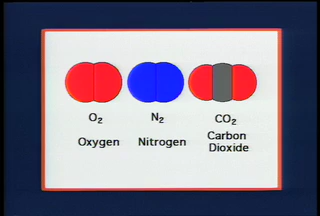 O₂ N₂ CO₂
Oxygen Nitrogen Carbon Dioxide